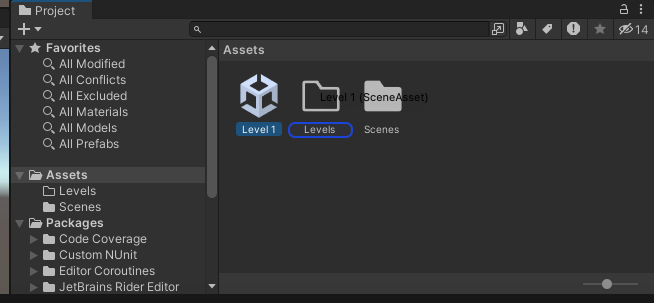 Project
14
Favorites
All Modified
All Conflicts
All Excluded
All Materials
All Models
All Prefabs
Assets
Levels
Scenes
Packages
Code Coverage
Custom NUnit
Editor Coroutines
JetBrains Rider Editor
Assets
Level 1 (SceneAsset)
Level 1 Levels Scenes